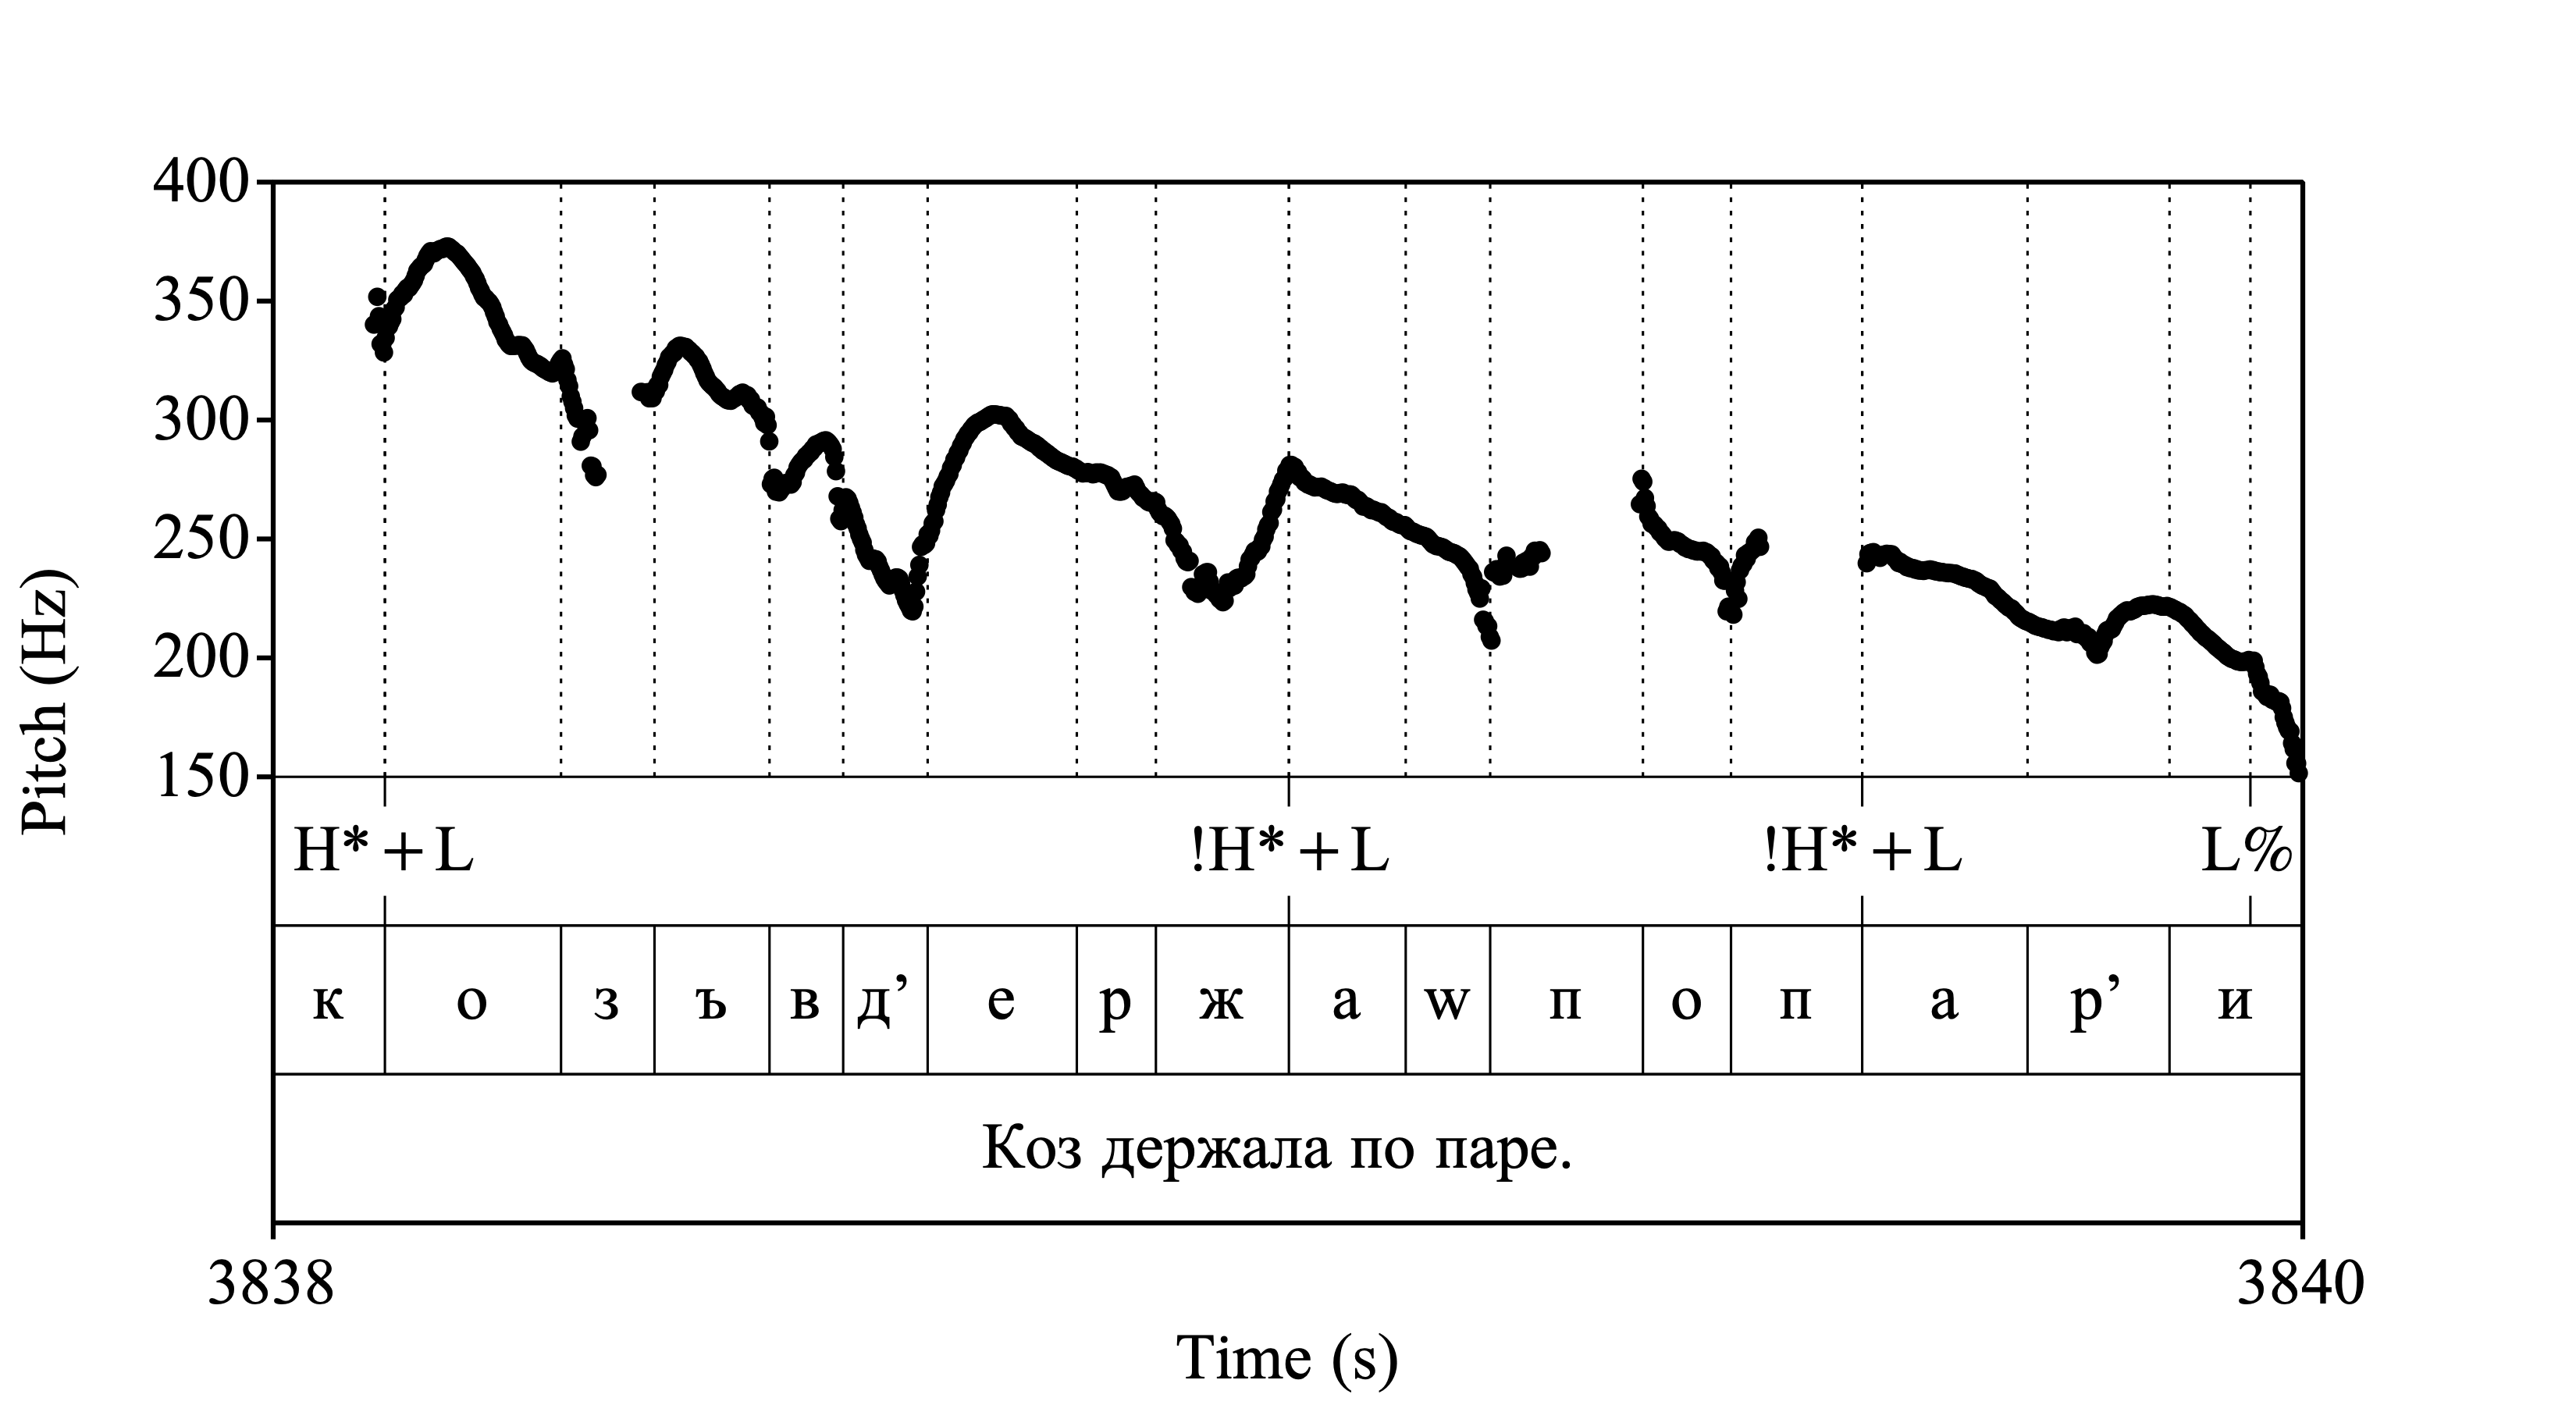 400
350
300
250
200
150
Pitch (Hz)
H*+L !H*+L !H*+L L%
к о з ъ в д’ е р ж а w п о п а р’ и
Коз держала по паре.
3838 3840
Time (s)